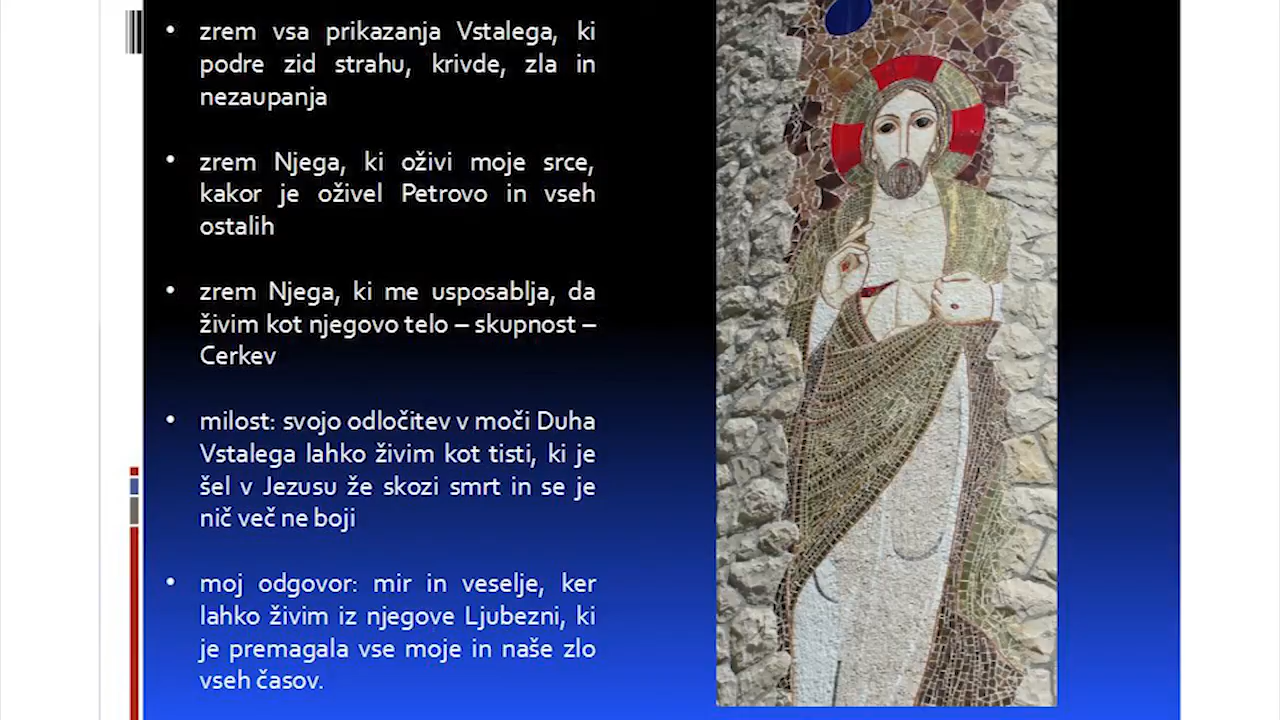 • zrem vsa prikazanja Vstalega, ki
podre zid strahu, krivde, zla in
nezaupanja
• zrem Njega, ki oživi moje srce,
kakor je oživel Petrovo in vseh
ostalih
• zrem Njega, ki me usposablja, da
živim kot njegovo telo – skupnost –
Cerkev
• milost: svojo odločitev v moči Duha
Vstalega lahko živim kot tisti, ki je
šel v Jezusu že skozi smrt in se je
nič več ne boji
• moj odgovor: mir in veselje, ker
lahko živim iz njegove Ljubezni, ki
je premagala vse moje in naše zlo
vseh časov.